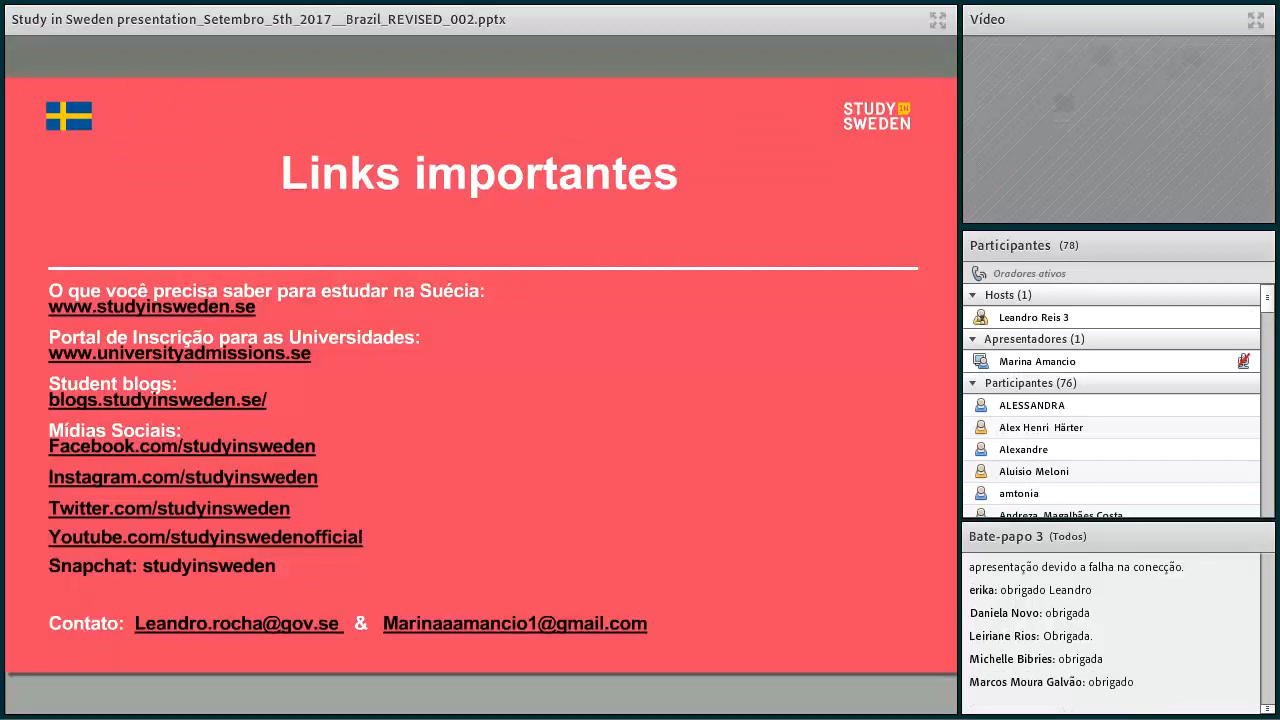 Study in Sweden presentation_Setembro_5th_2017__Brazil_REVISED_002.pptx
STUDY IN
SWEDEN
Links importantes
O que você precisa saber para estudar na Suécia:
www.studyinsweden.se
Portal de Inscrição para as Universidades:
www.universityadmissions.se
Student blogs:
blogs.studyinsweden.se/
Mídias Sociais:
Facebook.com/studyinsweden
Instagram.com/studyinsweden
Twitter.com/studyinsweden
Youtube.com/studyinswedenofficial
Snapchat: studyinsweden
Contato: Leandro.rocha@gov.se & Marinaaamancio1@gmail.com
Vídeo
Participantes (78)
Oradores ativos
Hosts (1)
Leandro Reis 3
Apresentadores (1)
Marina Amancio
Participantes (76)
ALESSANDRA
Alex Henri Härter
Alexandre
Aluisio Meloni
amtonia
Andreza Magalhães Costa
Bate-papo 3 (Todos)
apresentação devido a falha na conecção.
erika: obrigado Leandro
Daniela Novo: obrigada
Leiriane Rios: Obrigada.
Michelle Bibries: obrigada
Marcos Moura Galvão: obrigado